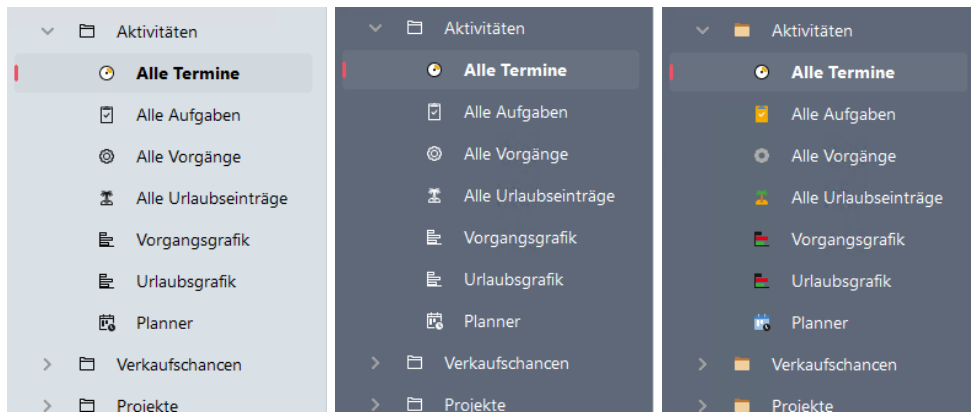 Aktivitäten
Alle Termine
Alle Aufgaben
Alle Vorgänge
Alle Urlaubseinträge
Vorgangsgrafik
Urlaubsgrafik
Planner
Verkaufschancen
Projekte
Aktivitäten
Alle Termine
Alle Aufgaben
Alle Vorgänge
Alle Urlaubseinträge
Vorgangsgrafik
Urlaubsgrafik
Planner
Verkaufschancen
Projekte
Aktivitäten
Alle Termine
Alle Aufgaben
Alle Vorgänge
Alle Urlaubseinträge
Vorgangsgrafik
Urlaubsgrafik
Planner
Verkaufschancen
Projekte